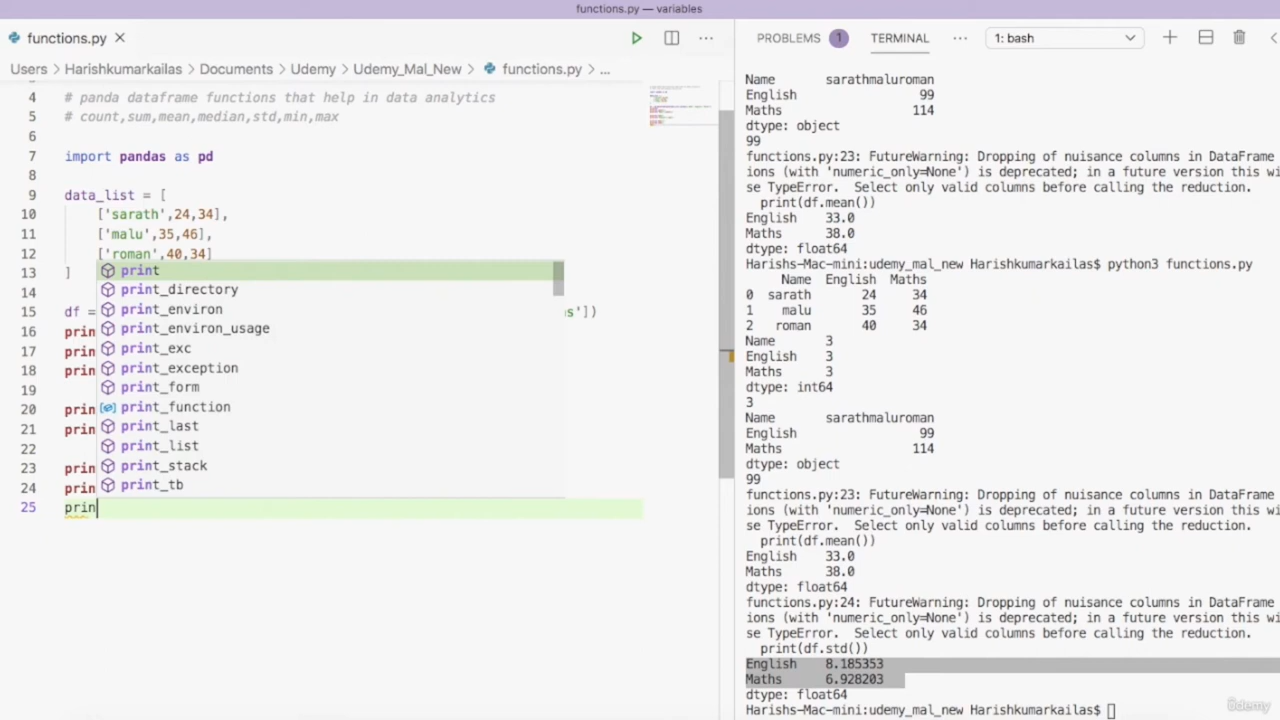 functions.py — variables
functions.py
PROBLEMS 1 TERMINAL ... 1: bash
Users > Harishkumarkailas > Documents > Udemy > Udemy_Mal_New > functions.py > ...
4 # panda dataframe functions that help in data analytics
5 # count,sum,mean,median,std,min,max
6
7 import pandas as pd
8
9 data_list = [
10 ['sarath',24,34],
11 ['malu',35,46],
12 ['roman',40,34]
13 ]
14
15 df = s'])
16 prin
17 prin
18 prin
19
20 prin
21 prin
22
23 prin
24 prin
25 prin
print
print_directory
print_environ
print_environ_usage
print_exc
print_exception
print_form
print_function
print_last
print_list
print_stack
print_tb
Name sarathmaluroman
English 99
Maths 114
dtype: object
99
functions.py:23: FutureWarning: Dropping of nuisance columns in DataFrame
ions (with 'numeric_only=None') is deprecated; in a future version this wi
se TypeError. Select only valid columns before calling the reduction.
print(df.mean())
English 33.0
Maths 38.0
dtype: float64
Harishs-Mac-mini:udemy_mal_new Harishkumarkailas$ python3 functions.py
Name English Maths
0 sarath 24 34
1 malu 35 46
2 roman 40 34
Name 3
English 3
Maths 3
dtype: int64
3
Name sarathmaluroman
English 99
Maths 114
dtype: object
99
functions.py:23: FutureWarning: Dropping of nuisance columns in DataFrame
ions (with 'numeric_only=None') is deprecated; in a future version this wi
se TypeError. Select only valid columns before calling the reduction.
print(df.mean())
English 33.0
Maths 38.0
dtype: float64
functions.py:24: FutureWarning: Dropping of nuisance columns in DataFrame
ions (with 'numeric_only=None') is deprecated; in a future version this wi
se TypeError. Select only valid columns before calling the reduction.
print(df.std())
English 8.185353
Maths 6.928203
dtype: float64
Harishs-Mac-mini:udemy_mal_new Harishkumarkailas$
Udemy